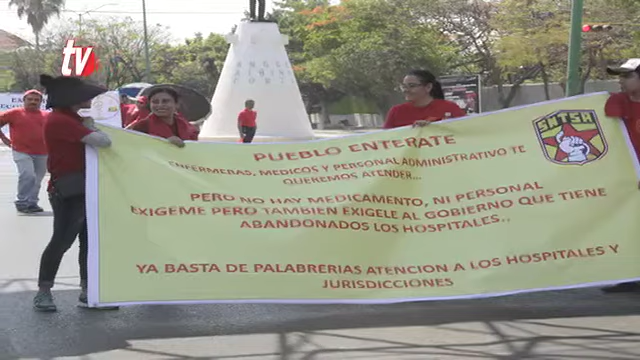 tv
PUEBLO ENTERATE
ENFERMERAS, MEDICOS Y PERSONAL ADMINISTRATIVO TE
QUEREMOS ATENDER...
PERO NO HAY MEDICAMENTO, NI PERSONAL
EXIGEME PERO TAMBIEN EXIGELE AL GOBIERNO QUE TIENE
ABANDONADOS LOS HOSPITALES..
YA BASTA DE PALABRERIAS ATENCION A LOS HOSPITALES Y
JURISDICCIONES
SNTSA